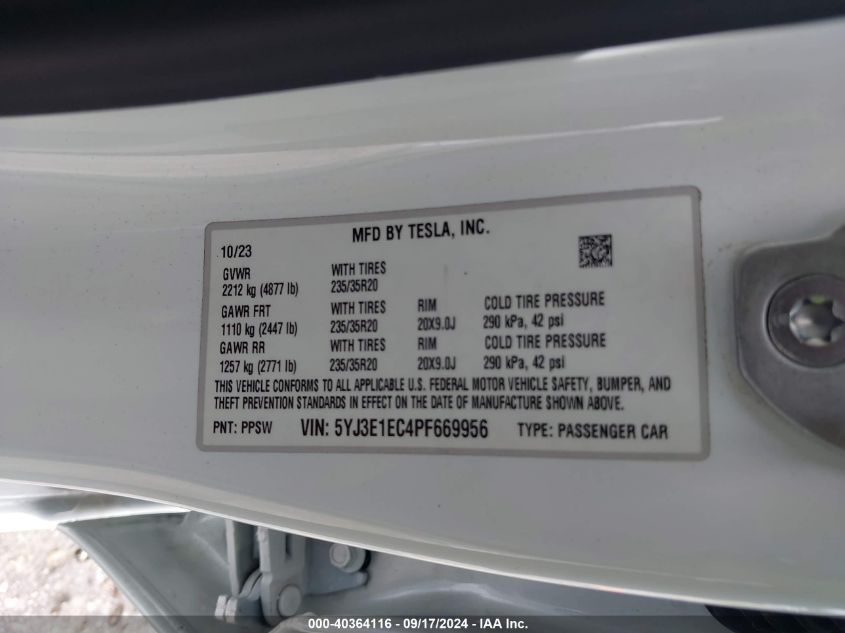 MFD BY TESLA, INC.
10/23
GVWR WITH TIRES
2212 kg (4877 lb) 235/35R20
GAWR FRT WITH TIRES RIM COLD TIRE PRESSURE
1110 kg (2447 lb) 235/35R20 20X9.0J 290 kPa, 42 psi
GAWR RR WITH TIRES RIM COLD TIRE PRESSURE
1257 kg (2771 lb) 235/35R20 20X9.0J 290 kPa, 42 psi
THIS VEHICLE CONFORMS TO ALL APPLICABLE U.S. FEDERAL MOTOR VEHICLE SAFETY, BUMPER, AND
THEFT PREVENTION STANDARDS IN EFFECT ON THE DATE OF MANUFACTURE SHOWN ABOVE.
PNT: PPSW VIN: 5YJ3E1EC4PF669956 TYPE: PASSENGER CAR
000-40364116 - 09/17/2024 - IAA Inc.